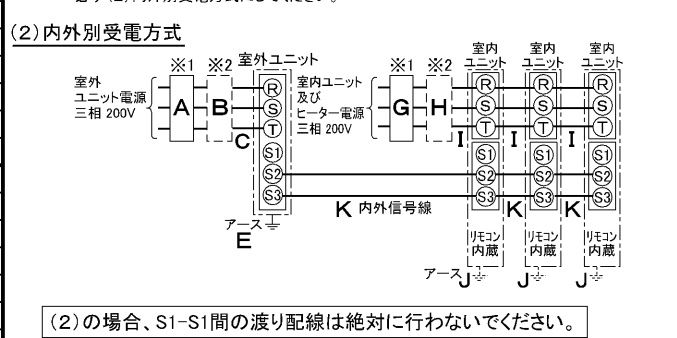 (2)内外別受電方式
※1 ※2 室外ユニット
室外
ユニット電源
三相 200V
A B
C
R
S
T
S1
S2
S3
アース
E
室内ユニット
及び
ヒーター電源
三相 200V
※1 ※2
G H
室内 室内 室内
ユニット ユニット ユニット
R R R
S S S
T T T
I I I
S1 S1 S1
S2 S2 S2
S3 S3 S3
K 内外信号線 K K
リモコン リモコン リモコン
内蔵 内蔵 内蔵
アース J J J
(2)の場合、S1-S1間の渡り配線は絶対に行わないでください。